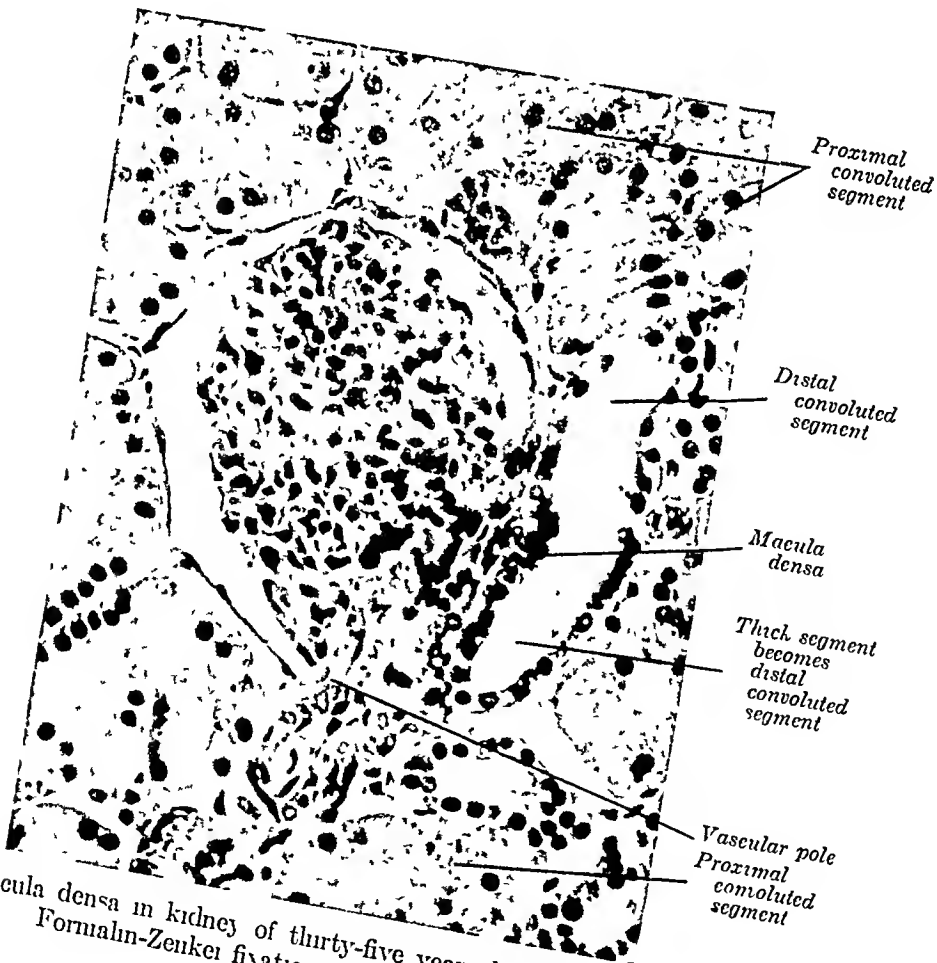 Proximal
convoluted
segment
Distal
convoluted
segment
Macula
densa
Thick segment
becomes
distal
convoluted
segment
Vascular pole
Proximal
convoluted
segment
cula densa in kidney of thirty-five
Formalin-Zenker